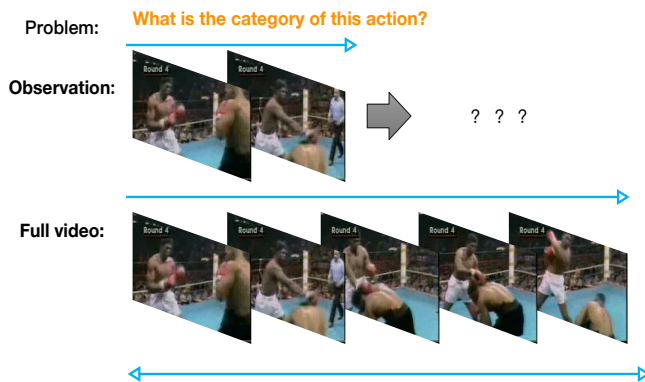 What is the category of this action?
Problem:
Observation:
Round 4
Round 4
? ? ?
Full video:
Round 4
Round 4
Round 4
Round 4
Round 4